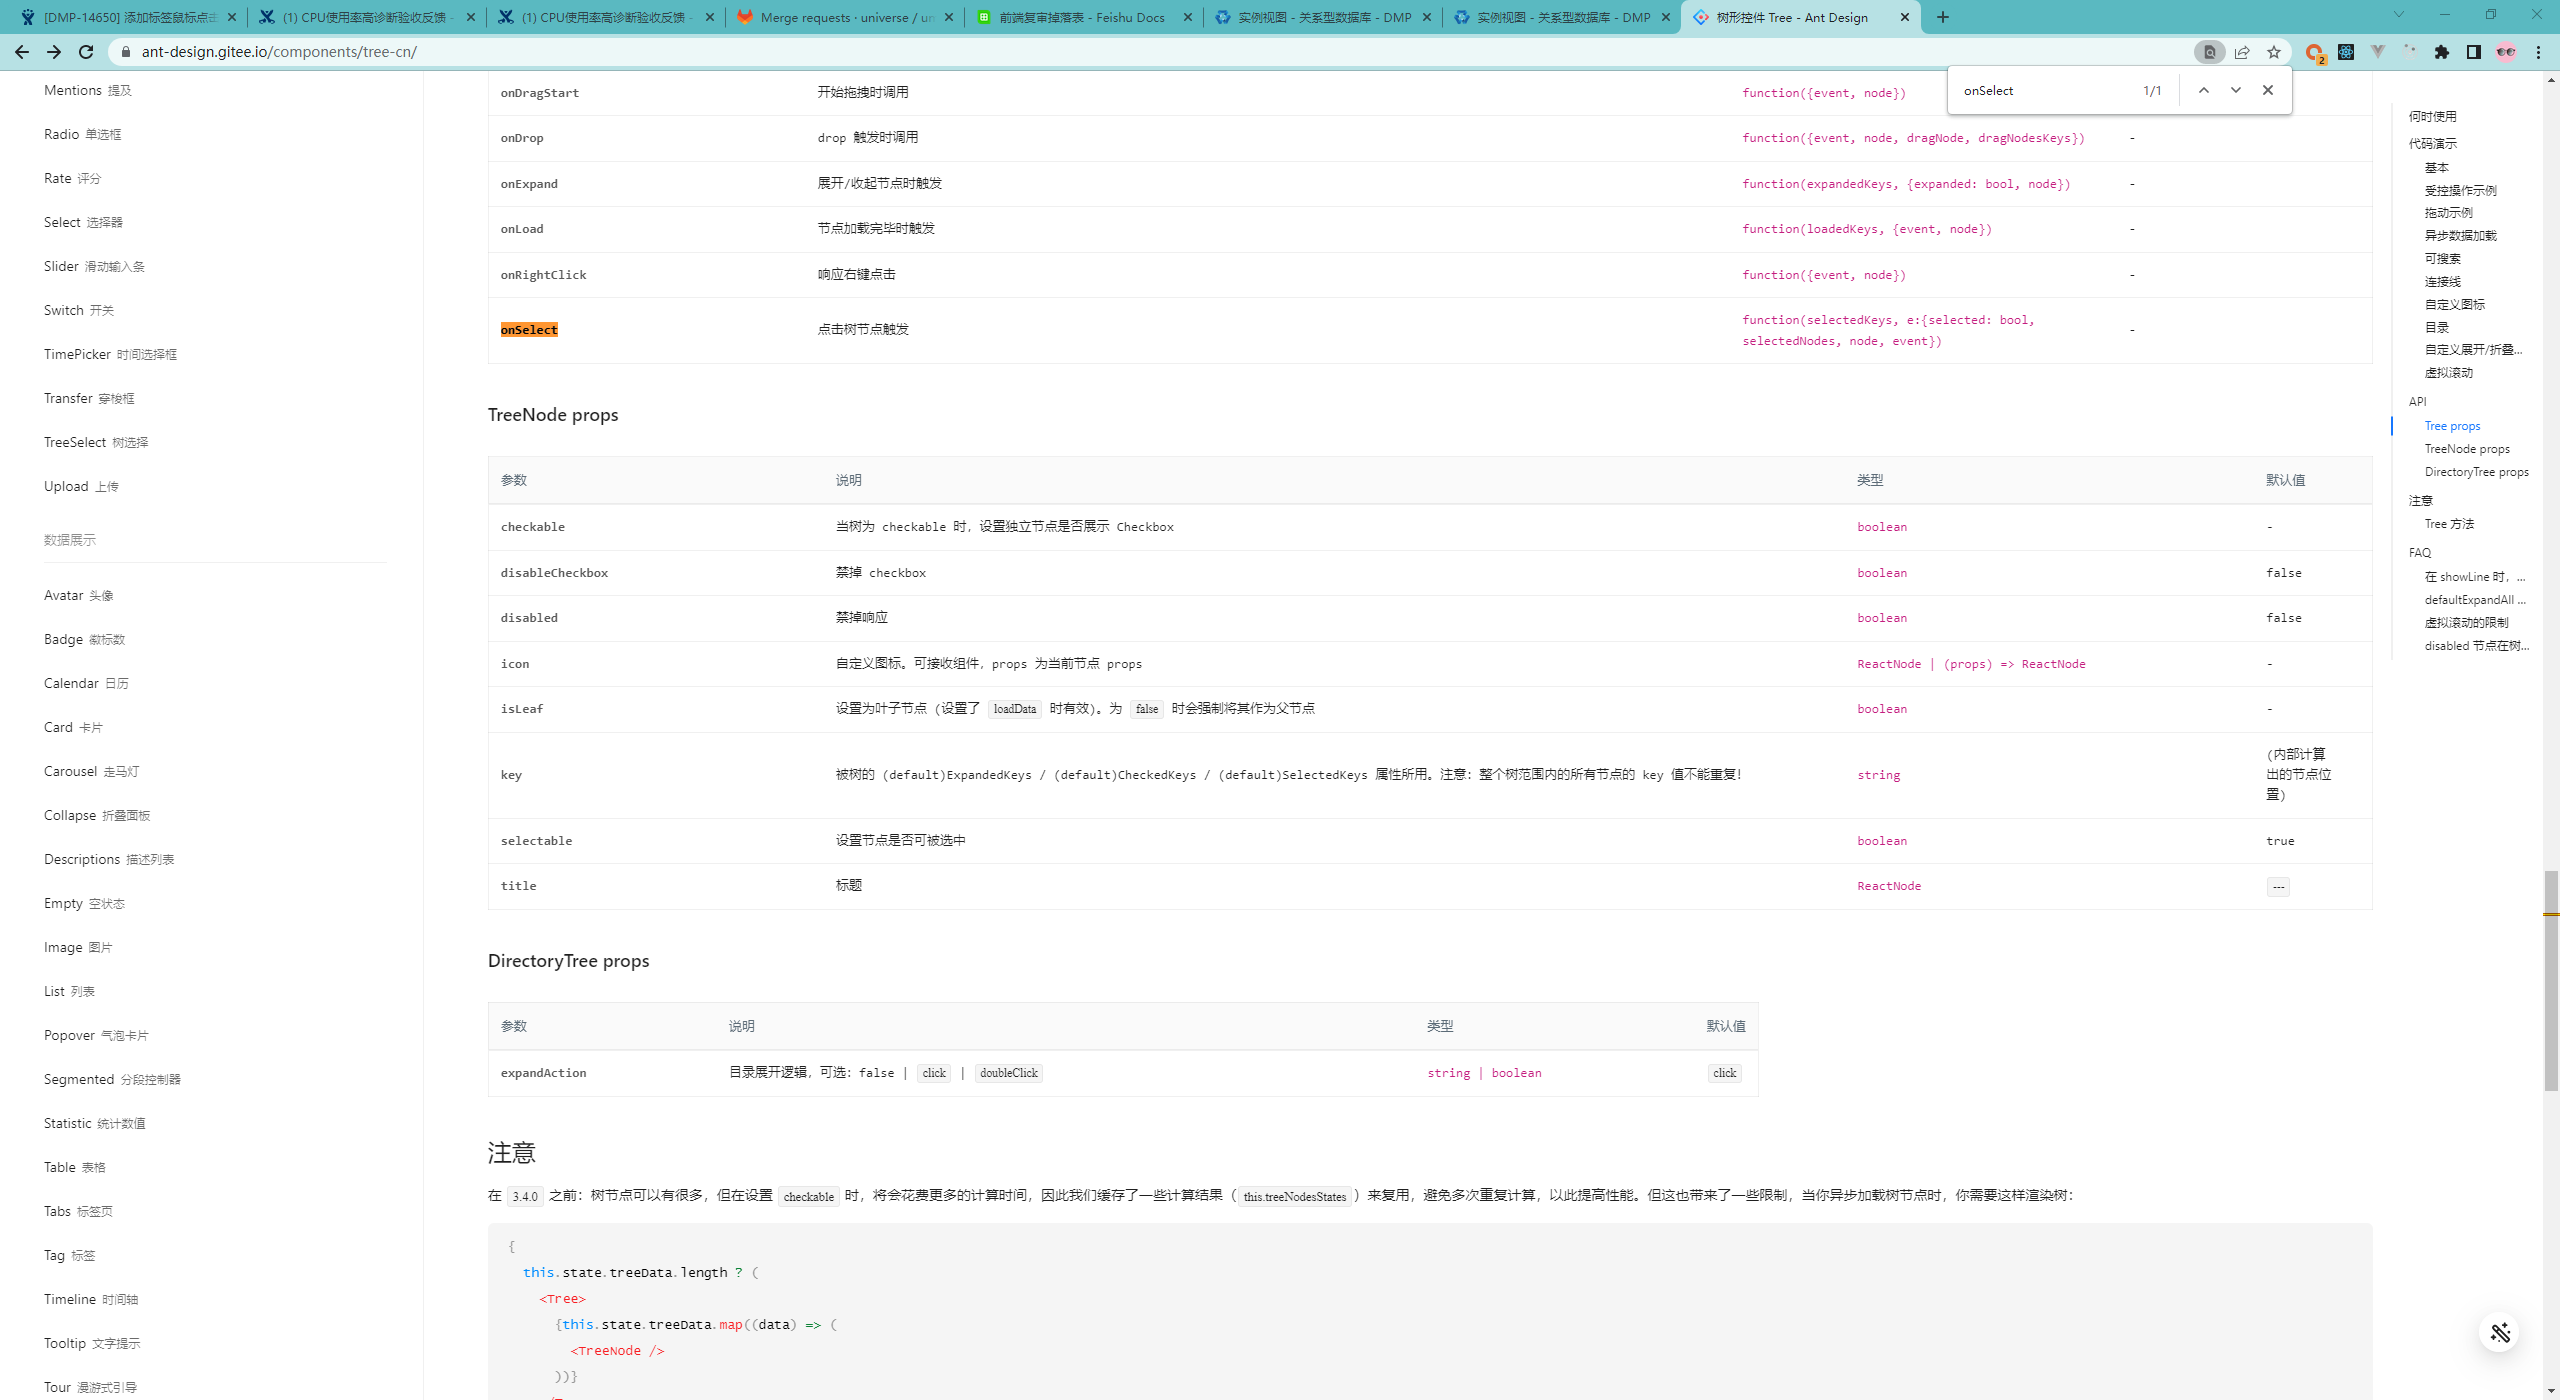 [DMP-14650] 添加标签鼠标点击
(1) CPU使用率高诊断验收反馈 -
(1) CPU使用率高诊断验收反馈 -
Merge requests · universe / un
前端复审掉落表 - Feishu Docs
实例视图 - 关系型数据库 - DMP
实例视图 - 关系型数据库 - DMP
树形控件 Tree - Ant Design
ant-design.gitee.io/components/tree-cn/
2
onSelect 1/1
Mentions 提及
Radio 单选框
Rate 评分
Select 选择器
Slider 滑动输入条
Switch 开关
TimePicker 时间选择框
Transfer 穿梭框
TreeSelect 树选择
Upload 上传
数据展示
Avatar 头像
Badge 徽标数
Calendar 日历
Card 卡片
Carousel 走马灯
Collapse 折叠面板
Descriptions 描述列表
Empty 空状态
Image 图片
List 列表
Popover 气泡卡片
Segmented 分段控制器
Statistic 统计数值
Table 表格
Tabs 标签页
Tag 标签
Timeline 时间轴
Tooltip 文字提示
Tour 漫游式引导
onDragStart 开始拖拽时调用 function({event, node})
onDrop drop 触发时调用 function({event, node, dragNode, dragNodesKeys}) -
onExpand 展开/收起节点时触发 function(expandedKeys, {expanded: bool, node}) -
onLoad 节点加载完毕时触发 function(loadedKeys, {event, node}) -
onRightClick 响应右键点击 function({event, node}) -
onSelect 点击树节点触发 function(selectedKeys, e:{selected: bool, selectedNodes, node, event}) -
TreeNode props
参数 说明 类型 默认值
checkable 当树为 checkable 时，设置独立节点是否展示 Checkbox boolean -
disableCheckbox 禁掉 checkbox boolean false
disabled 禁掉响应 boolean false
icon 自定义图标。可接收组件，props 为当前节点 props ReactNode | (props) => ReactNode -
isLeaf 设置为叶子节点 (设置了 loadData 时有效)。为 false 时会强制将其作为父节点 boolean -
key 被树的 (default)ExpandedKeys / (default)CheckedKeys / (default)SelectedKeys 属性所用。注意：整个树范围内的所有节点的 key 值不能重复！ string (内部计算出的节点位置)
selectable 设置节点是否可被选中 boolean true
title 标题 ReactNode ---
DirectoryTree props
参数 说明 类型 默认值
expandAction 目录展开逻辑，可选：false | click | doubleClick string | boolean click
注意
在 3.4.0 之前：树节点可以有很多，但在设置 checkable 时，将会花费更多的计算时间，因此我们缓存了一些计算结果（this.treeNodesStates）来复用，避免多次重复计算，以此提高性能。但这也带来了一些限制，当你异步加载树节点时，你需要这样渲染树：
{
this.state.treeData.length ? (
<Tree>
{this.state.treeData.map((data) => (
<TreeNode />
))}
何时使用
代码演示
基本
受控操作示例
拖动示例
异步数据加载
可搜索
连接线
自定义图标
目录
自定义展开/折叠...
虚拟滚动
API
Tree props
TreeNode props
DirectoryTree props
注意
Tree 方法
FAQ
在 showLine 时，...
defaultExpandAll ...
虚拟滚动的限制
disabled 节点在树...